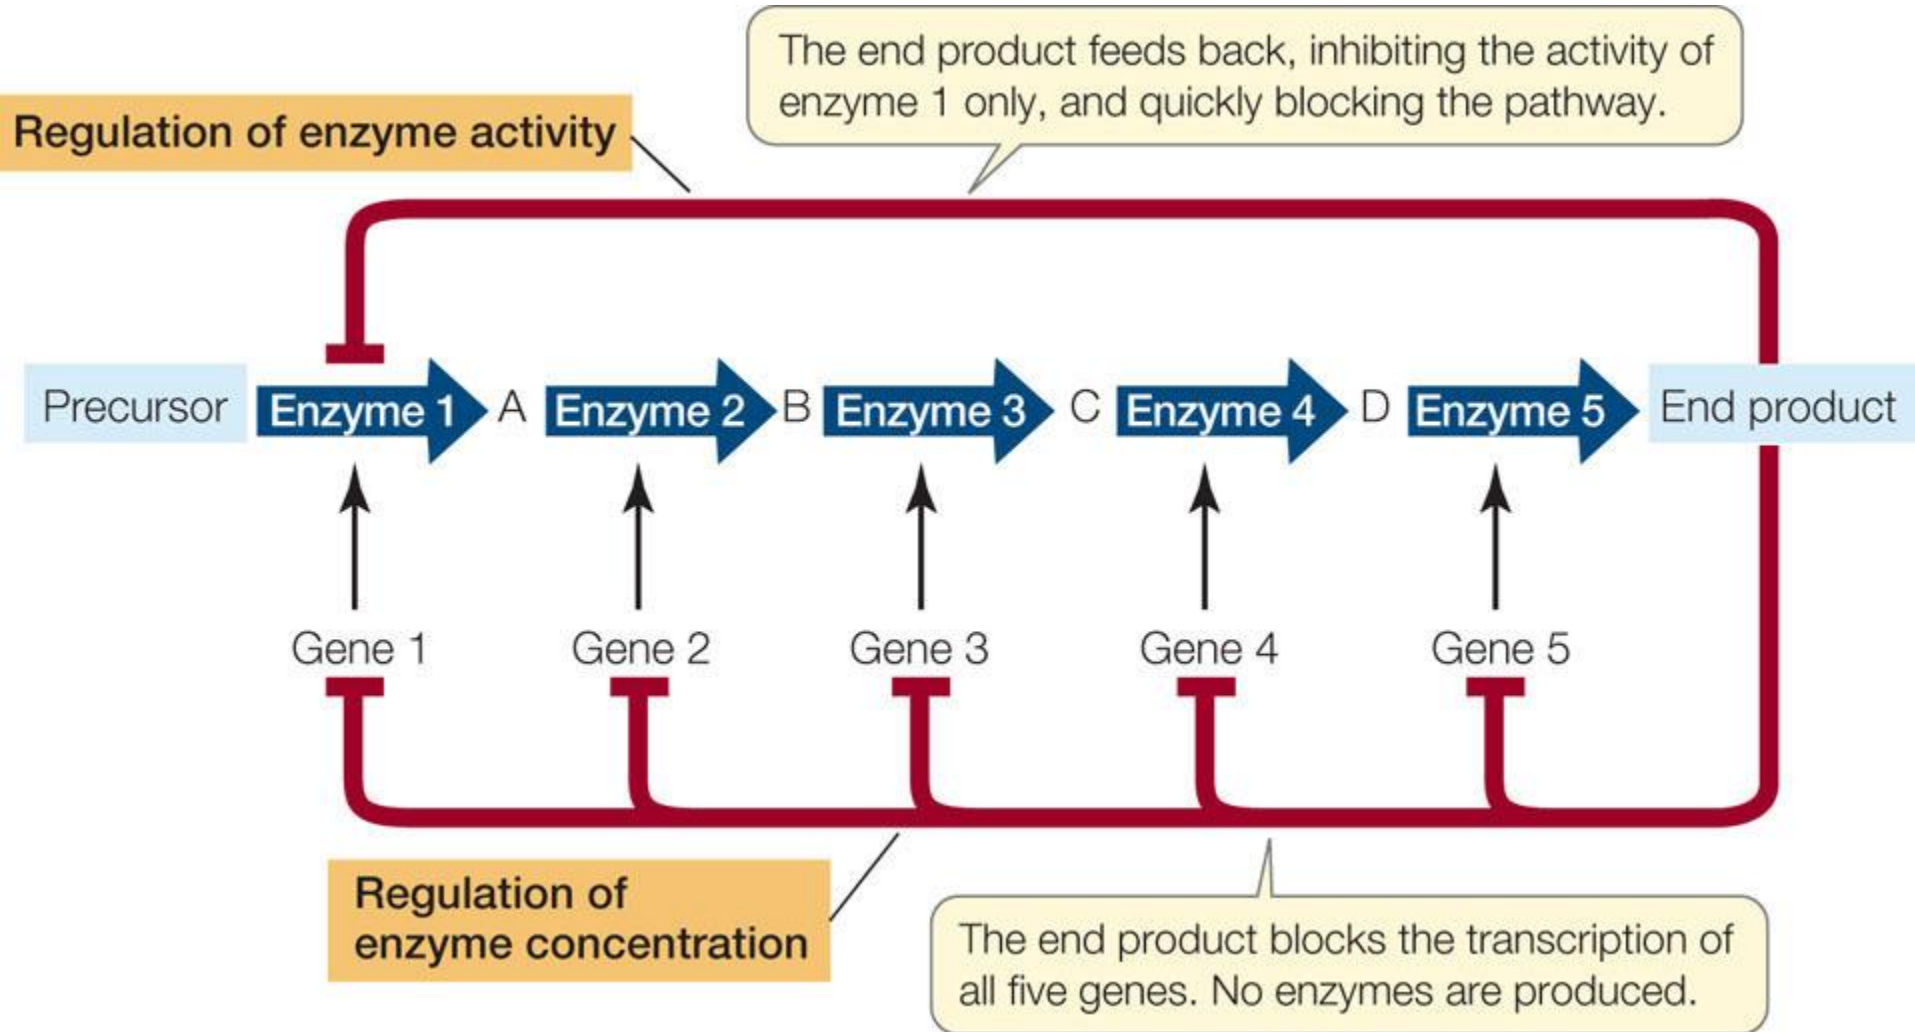 The end product feeds back, inhibiting the activity of
enzyme 1 only, and quickly blocking the pathway.
Regulation of enzyme activity
Precursor
Enzyme 1
A
Enzyme 2
B
Enzyme 3
C
Enzyme 4
D
Enzyme 5
End product
Gene 1
Gene 2
Gene 3
Gene 4
Gene 5
Regulation of
enzyme concentration
The end product blocks the transcription of
all five genes. No enzymes are produced.